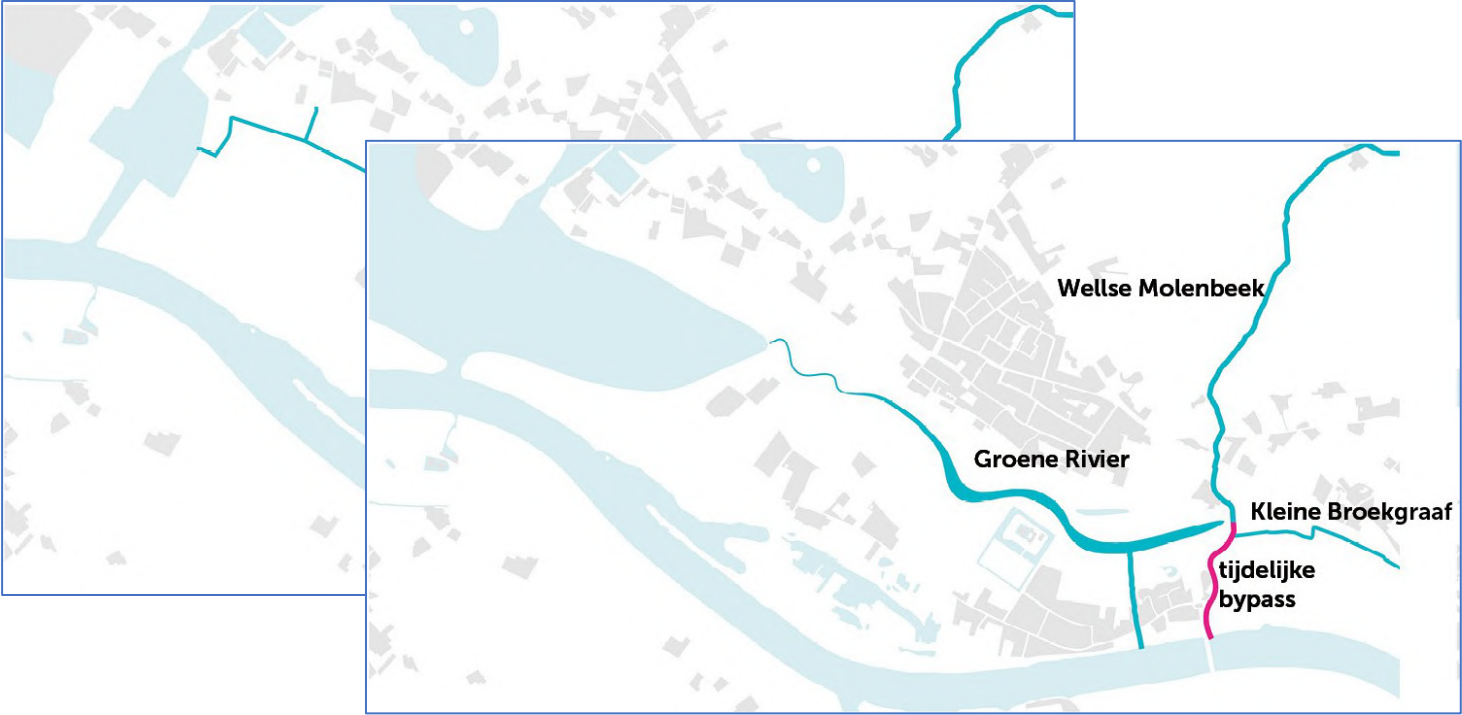 Wellse Molenbeek
Groene Rivier
Kleine Broekgraaf
tijdelijke
bypass